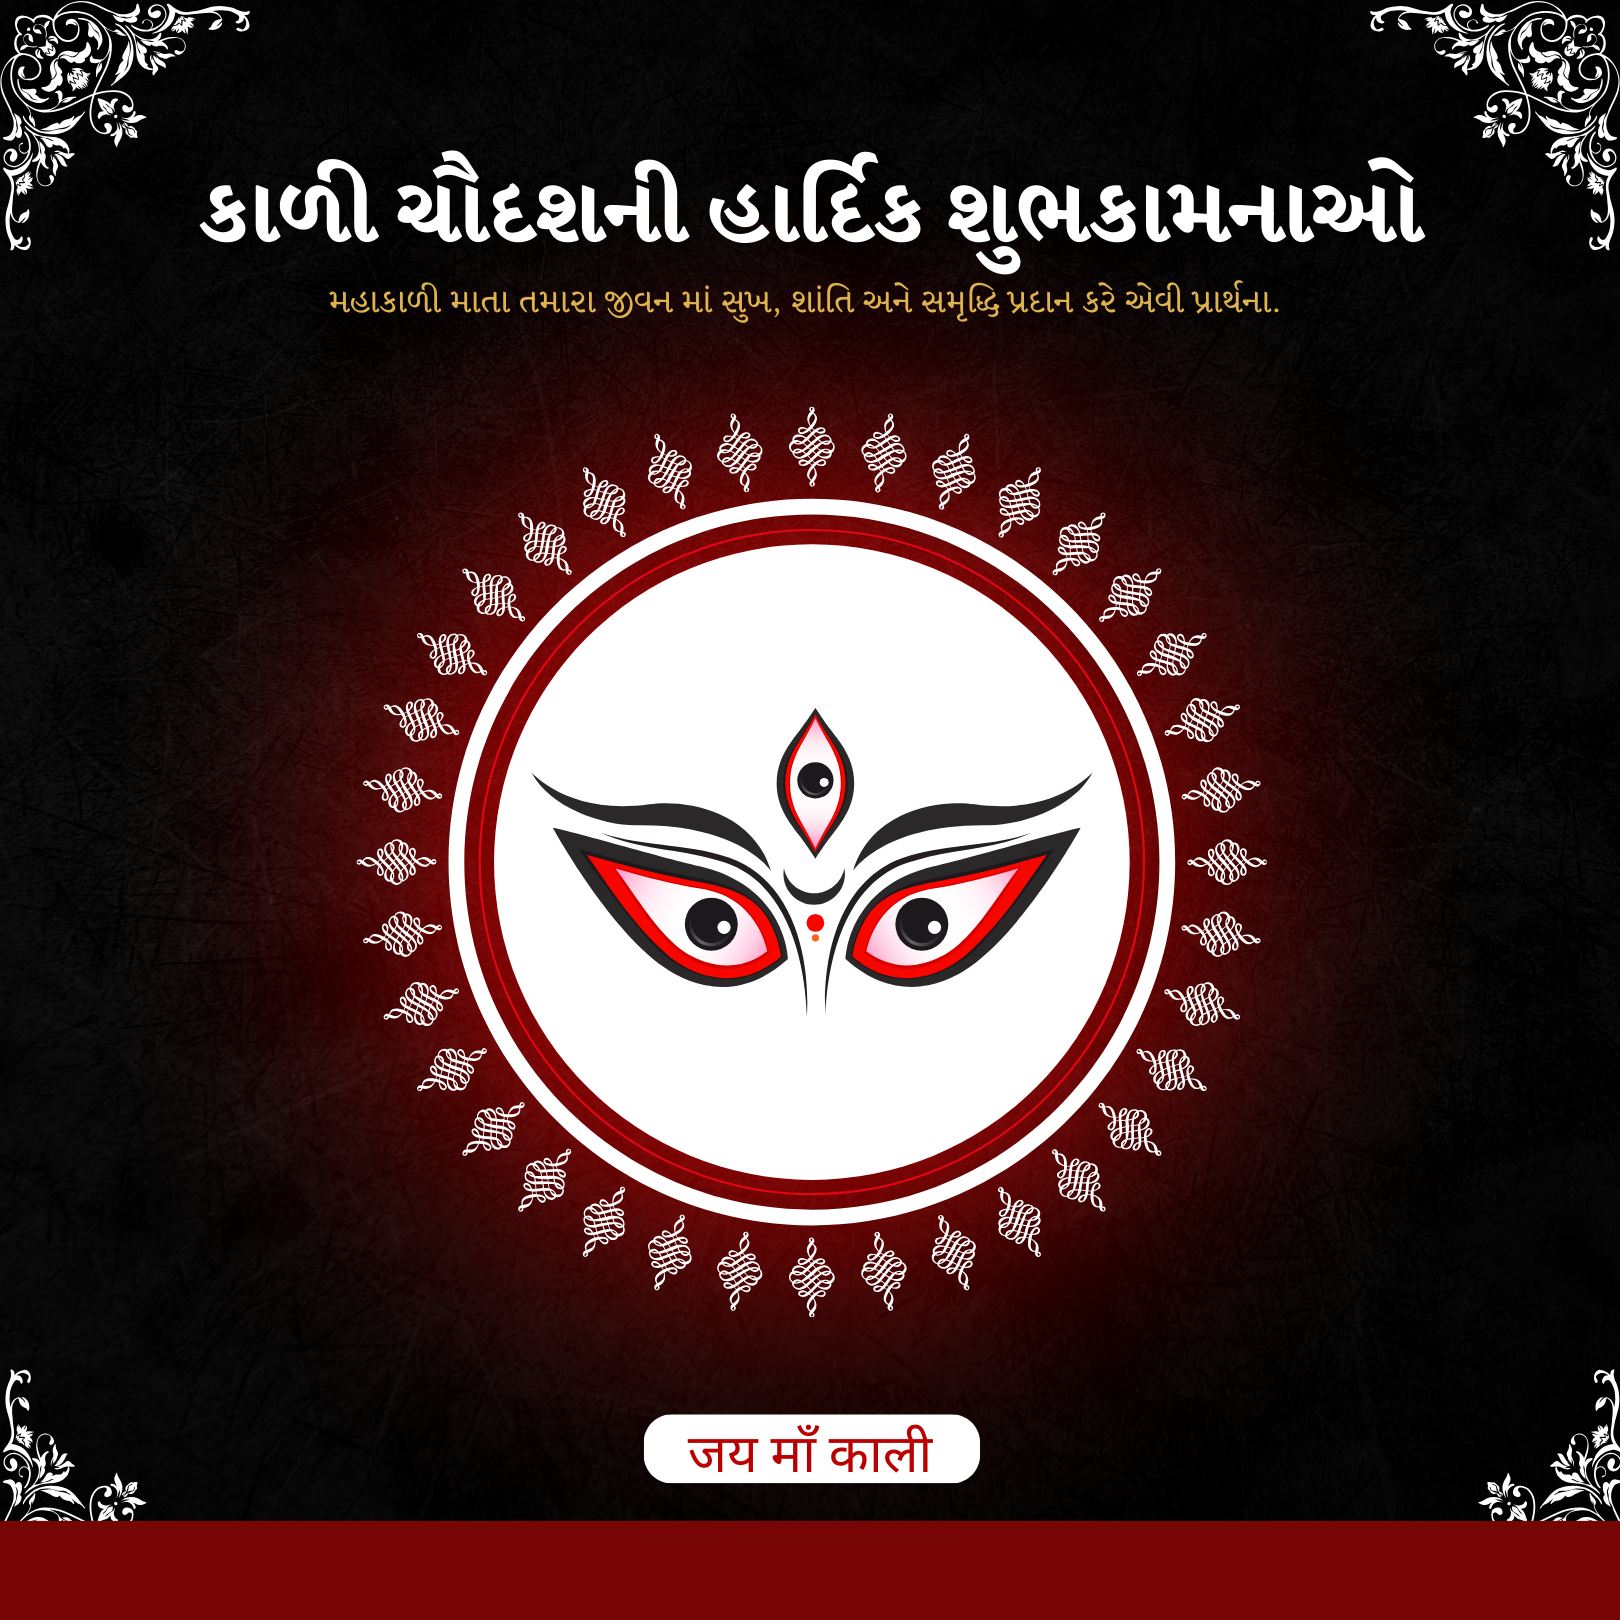 કાળી ચૌદશની હાર્દિક શુભકામનાઓ
મહાકાળી માતા તમારા જીવન માં સુખ, શાંતિ અને સમૃદ્ધિ પ્રદાન કરે એવી પ્રાર્થના.
जय माँ काली